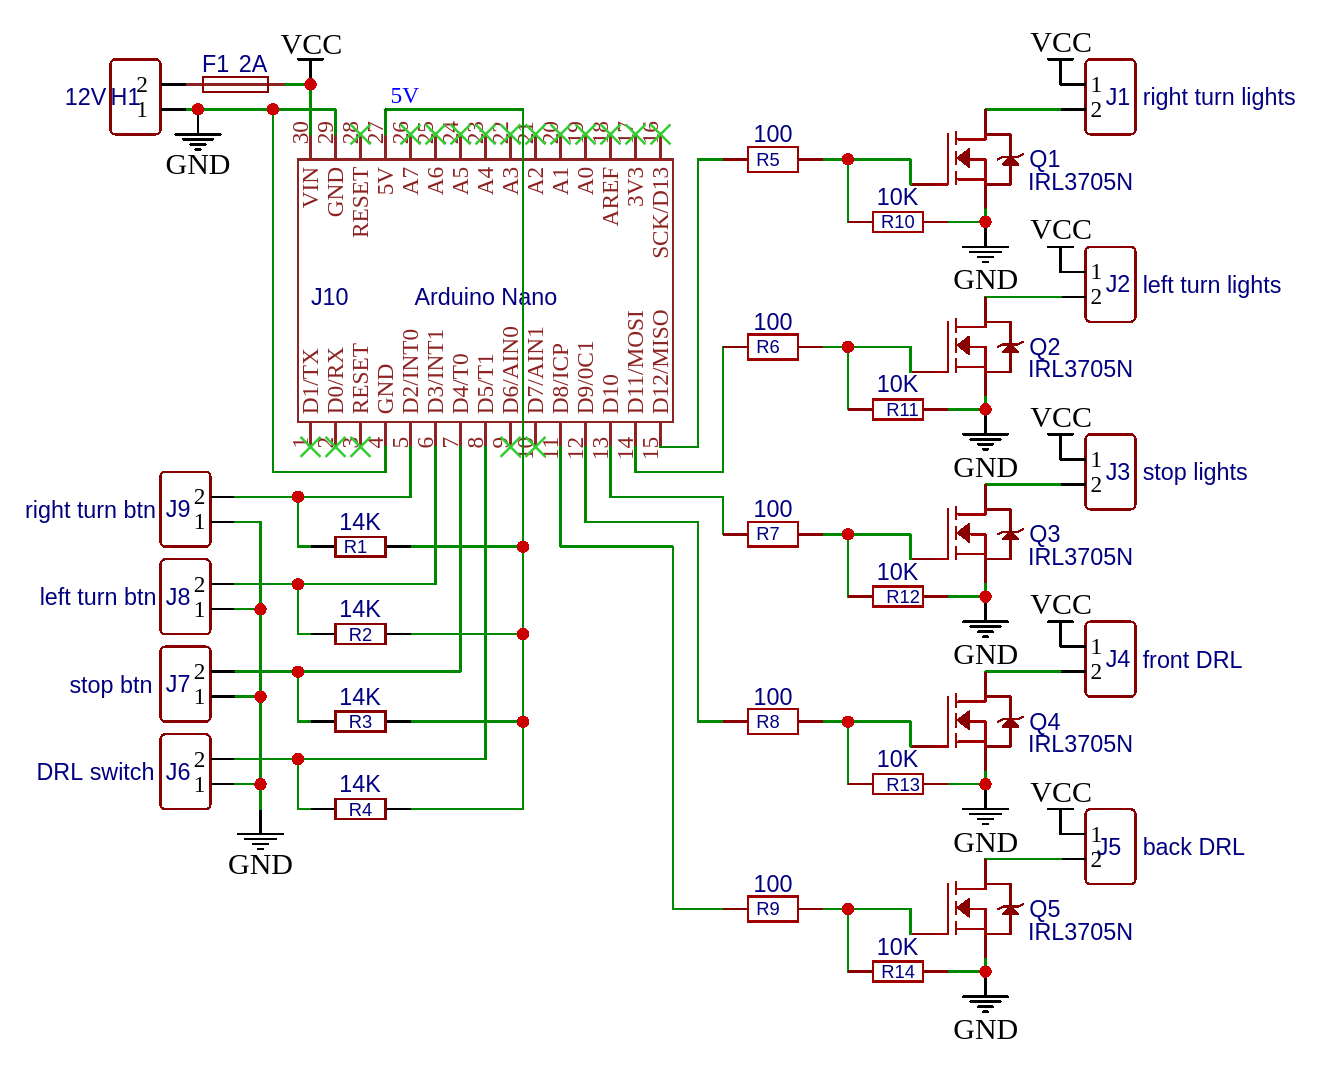 VCC
F1 2A
12V H1
2
1
GND
5V
30
29
28
27
26
25
24
23
22
21
20
19
18
17
16
VIN
GND
RESET
5V
A7
A6
A5
A4
A3
A2
A1
A0
AREF
3V3
SCK/D13
J10
Arduino Nano
D1/TX
D0/RX
RESET
GND
D2/INT0
D3/INT1
D4/T0
D5/T1
D6/AIN0
D7/AIN1
D8/ICP
D9/0C1
D10
D11/MOSI
D12/MISO
1
2
3
4
5
6
7
8
9
10
11
12
13
14
15
right turn btn
J9
2
1
14K
R1
left turn btn
J8
2
1
14K
R2
stop btn
J7
2
1
14K
R3
DRL switch
J6
2
1
14K
R4
GND
VCC
1
J1
2
right turn lights
100
R5
Q1
IRL3705N
10K
R10
GND
VCC
1
J2
2
left turn lights
100
R6
Q2
IRL3705N
10K
R11
GND
VCC
1
J3
2
stop lights
100
R7
Q3
IRL3705N
10K
R12
GND
VCC
1
J4
2
front DRL
100
R8
Q4
IRL3705N
10K
R13
GND
VCC
1
J5
2
back DRL
100
R9
Q5
IRL3705N
10K
R14
GND